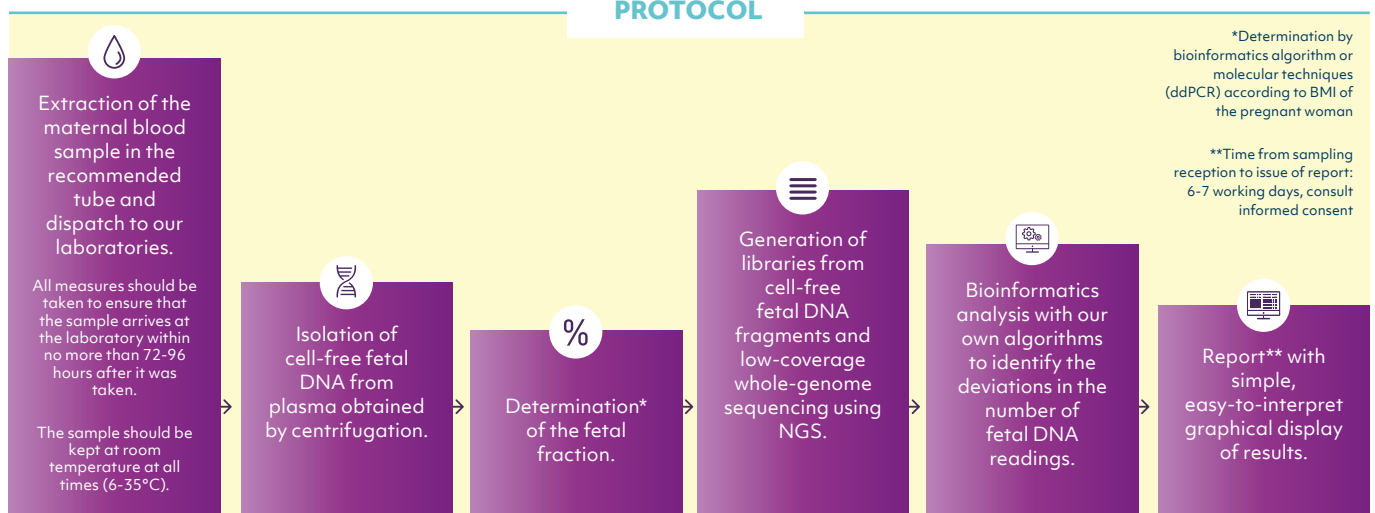 PROTOCOL
Extraction of the
maternal blood
sample in the
recommended
tube and
dispatch to our
laboratories.
All measures should be
taken to ensure that
the sample arrives at
the laboratory within
no more than 72-96
hours after it was
taken.
The sample should be
kept at room
temperature at all
times (6-35°C).
Isolation of
cell-free fetal
DNA from
plasma obtained
by centrifugation.
%
Determination*
of the fetal
fraction.
Generation of
libraries from
cell-free
fetal DNA
fragments and
low-coverage
whole-genome
sequencing using
NGS.
Bioinformatics
analysis with our
own algorithms
to identify the
deviations in the
number of
fetal DNA
readings.
Report** with
simple,
easy-to-interpret
graphical display
of results.
*Determination by
bioinformatics algorithm or
molecular techniques
(ddPCR) according to BMI of
the pregnant woman
**Time from sampling
reception to issue of report:
6-7 working days, consult
informed consent